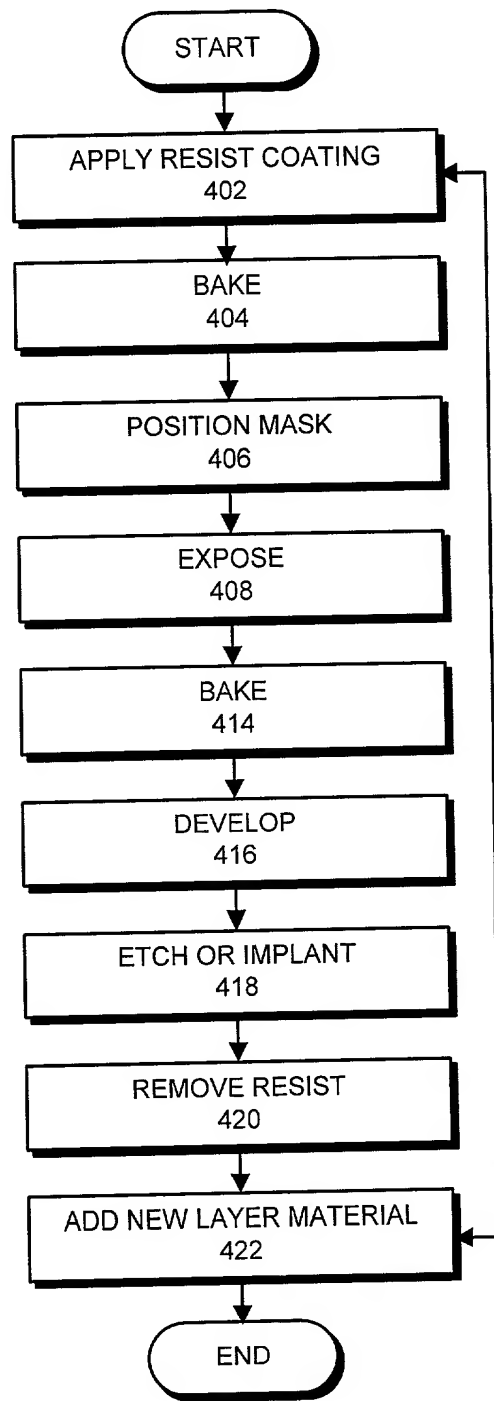 START
APPLY RESIST COATING
402
BAKE
404
POSITION MASK
406
EXPOSE
408
BAKE
414
DEVELOP
416
ETCH OR IMPLANT
418
REMOVE RESIST
420
ADD NEW LAYER MATERIAL
422
END